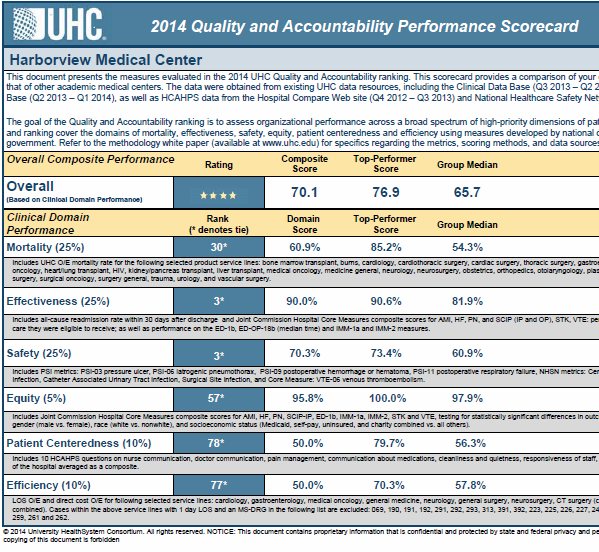 UHC®
2014 Quality and Accountability Performance Scorecard
Harborview Medical Center
This document presents the measures evaluated in the 2014 UHC Quality and Accountability ranking. This scorecard provides a comparison of your
that of other academic medical centers. The data were obtained from existing UHC data resources, including the Clinical Data Base (Q3 2013 – Q2 2
Base (Q2 2013 – Q1 2014), as well as HCAHPS data from the Hospital Compare Web site (Q4 2012 – Q3 2013) and National Healthcare Safety Net
The goal of the Quality and Accountability ranking is to assess organizational performance across a broad spectrum of high-priority dimensions of pat
and ranking cover the domains of mortality, effectiveness, safety, equity, patient centeredness and efficiency using measures developed by national
government. Refer to the methodology white paper (available at www.uhc.edu) for specifics regarding the metrics, scoring methods, and data sources
Overall Composite Performance Rating Composite Score Top-Performer Score Group Median
Overall ★★★★ 70.1 76.9 65.7
(Based on Clinical Domain Performance)
Clinical Domain Performance Rank (* denotes tie) Domain Score Top-Performer Score Group Median
Mortality (25%) 30* 60.9% 85.2% 54.3%
Includes UHC O/E mortality rate for the following selected product service lines: bone marrow transplant, burns, cardiology, cardiothoracic surgery, cardiac surgery, thoracic surgery, gastro
oncology, heart/lung transplant, HIV, kidney/pancreas transplant, liver transplant, medical oncology, medicine general, neurology, neurosurgery, obstetrics, orthopedics, otolaryngology, plas
surgery, surgical oncology, surgery general, trauma, urology, and vascular surgery.
Effectiveness (25%) 3* 90.0% 90.6% 81.9%
Includes all-cause readmission rate within 30 days after discharge and Joint Commission Hospital Core Measures composite scores for AMI, HF, PN, and SCIP (IP and OP), STK, VTE: pe
care they were eligible to receive; as well as performance on the ED-1b, ED-OP-18b (median time) and IMM-1a and IMM-2 measures.
Safety (25%) 3* 70.3% 73.4% 60.9%
Includes PSI metrics: PSI-03 pressure ulcer, PSI-06 iatrogenic pneumothorax, PSI-09 postoperative hemorrhage or hematoma, PSI-11 postoperative respiratory failure, NHSN metrics: Cen
Infection, Catheter Associated Urinary Tract Infection, Surgical Site Infection, and Core Measure: VTE-06 venous thromboembolism.
Equity (5%) 57* 95.8% 100.0% 97.9%
Includes Joint Commission Hospital Core Measures composite scores for AMI, HF, PN, SCIP-IP, ED-1b, IMM-1a, IMM-2, STK and VTE, testing for statistically significant differences in outc
gender (male vs. female), race (white vs. nonwhite), and socioeconomic status (Medicaid, self-pay, uninsured, and charity combined vs. all others).
Patient Centeredness (10%) 78* 50.0% 79.7% 56.3%
Includes 10 HCAHPS questions on nurse communication, doctor communication, pain management, communication about medications, cleanliness and quietness, responsiveness of staff,
of the hospital averaged as a composite.
Efficiency (10%) 77* 50.0% 70.3% 57.8%
LOS O/E and direct cost O/E for following selected service lines: cardiology, gastroenterology, medical oncology, general medicine, neurology, general surgery, neurosurgery, CT surgery (c
combined). Cases within the above service lines with 1 day LOS and an MS-DRG in the following list are excluded: 069, 190, 191, 192, 291, 292, 293, 313, 391, 392, 223, 225, 226, 227, 24
259, 261 and 262.
© 2014 University HealthSystem Consortium. All rights reserved. NOTICE: This document contains proprietary information that is confidential and protected by state and federal privacy and pe
copying of this document is forbidden